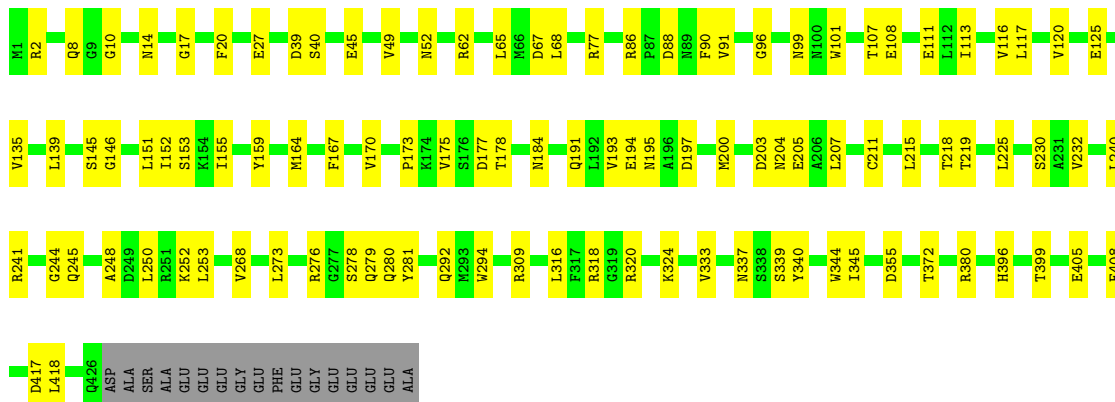 M1 R2 Q8 G9 G10 N14 G17 F20 E27 D39 S40 E45 V49 N52 R62 L65 M66 D67 L68 R77 R86 P87 D88 N89 F90 V91 G96 N99 N100 W101 T107 E108 E111 L112 I113 V116 L117 V120 E125
V135 L139 S145 G146 L151 I152 S153 K154 I155 Y159 M164 F167 V170 P173 K174 V175 S176 D177 T178 N184 Q191 L192 V193 E194 N195 A196 D197 M200 D203 N204 E205 A206 L207 C211 L215 T218 T219 L225 S230 A231 V232 L240
R241 G244 Q245 A248 D249 L250 R251 K252 L253 V268 L273 R276 G277 S278 Q279 Q280 Y281 Q292 M293 W294 R309 L316 F317 R318 G319 R320 K324 V333 N337 S338 S339 Y340 W344 I345 D355 T372 R380 H396 T399 E405
D417 L418 Q426 ASP ALA SER ALA GLU GLU GLU GLY GLU PHE GLU GLY GLU GLU GLU GLU ALA